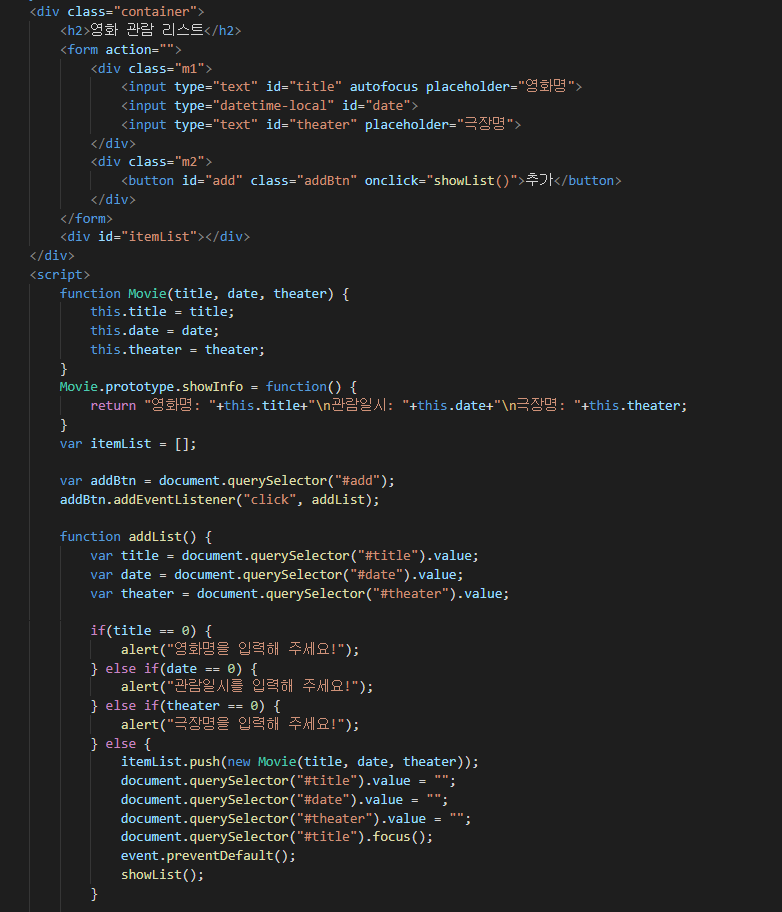 <div class="container">
<h2>영화 관람 리스트</h2>
<form action="">
<div class="m1">
<input type="text" id="title" autofocus placeholder="영화명">
<input type="datetime-local" id="date">
<input type="text" id="theater" placeholder="극장명">
</div>
<div class="m2">
<button id="add" class="addBtn" onclick="showList()">추가</button>
</div>
</form>
<div id="itemList"></div>
</div>
<script>
function Movie(title, date, theater) {
this.title = title;
this.date = date;
this.theater = theater;
}
Movie.prototype.showInfo = function() {
return "영화명: "+this.title+"\n관람일시: "+this.date+"\n극장명: "+this.theater;
}
var itemList = [];
var addBtn = document.querySelector("#add");
addBtn.addEventListener("click", addList);
function addList() {
var title = document.querySelector("#title").value;
var date = document.querySelector("#date").value;
var theater = document.querySelector("#theater").value;
if(title == 0) {
alert("영화명을 입력해 주세요!");
} else if(date == 0) {
alert("관람일시를 입력해 주세요!");
} else if(theater == 0) {
alert("극장명을 입력해 주세요!");
} else {
itemList.push(new Movie(title, date, theater));
document.querySelector("#title").value = "";
document.querySelector("#date").value = "";
document.querySelector("#theater").value = "";
document.querySelector("#title").focus();
event.preventDefault();
showList();
}